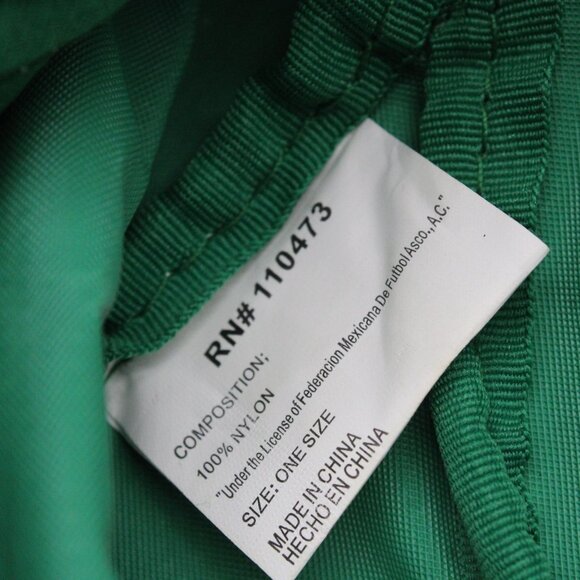 RN# 110473
COMPOSITION;
100% NYLON
"Under the License of Federacion Mexicana De Futbol Asco., A.C."
SIZE: ONE SIZE
MADE IN CHINA
HECHO EN CHINA